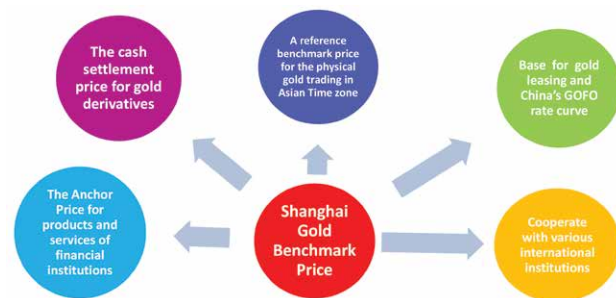 The cash
settlement
price for gold
derivatives
A reference
benchmark price
for the physical
gold trading in
Asian Time zone
Base for gold
leasing and
China's GOFO
rate curve
The Anchor
Price for
products and
services of
financial
institutions
Shanghai
Gold
Benchmark
Price
Cooperate
with various
international
institutions